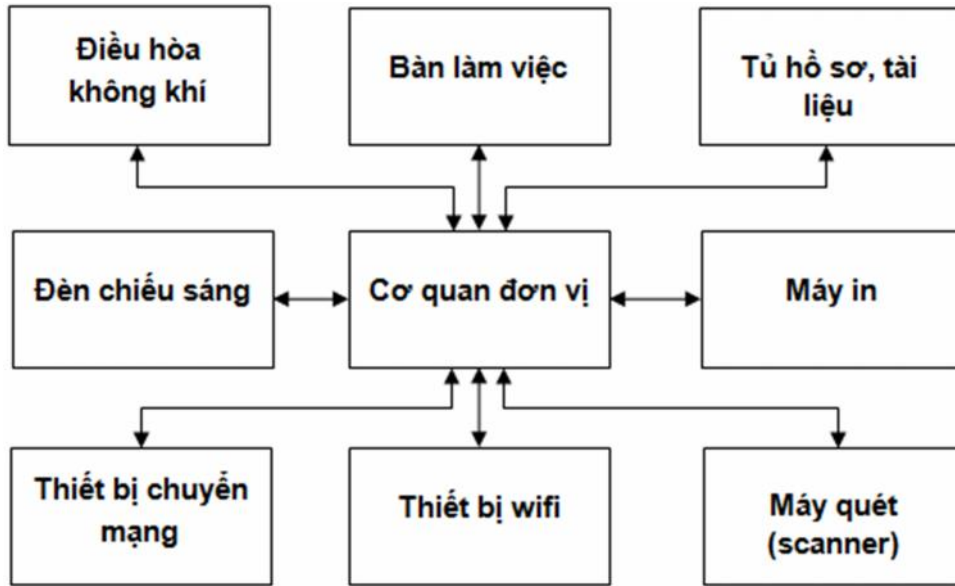 Điều hòa
không khí
Bàn làm việc
Tủ hồ sơ, tài
liệu
Đèn chiếu sáng
Cơ quan đơn vị
Máy in
Thiết bị chuyển
mạng
Thiết bị wifi
Máy quét
(scanner)